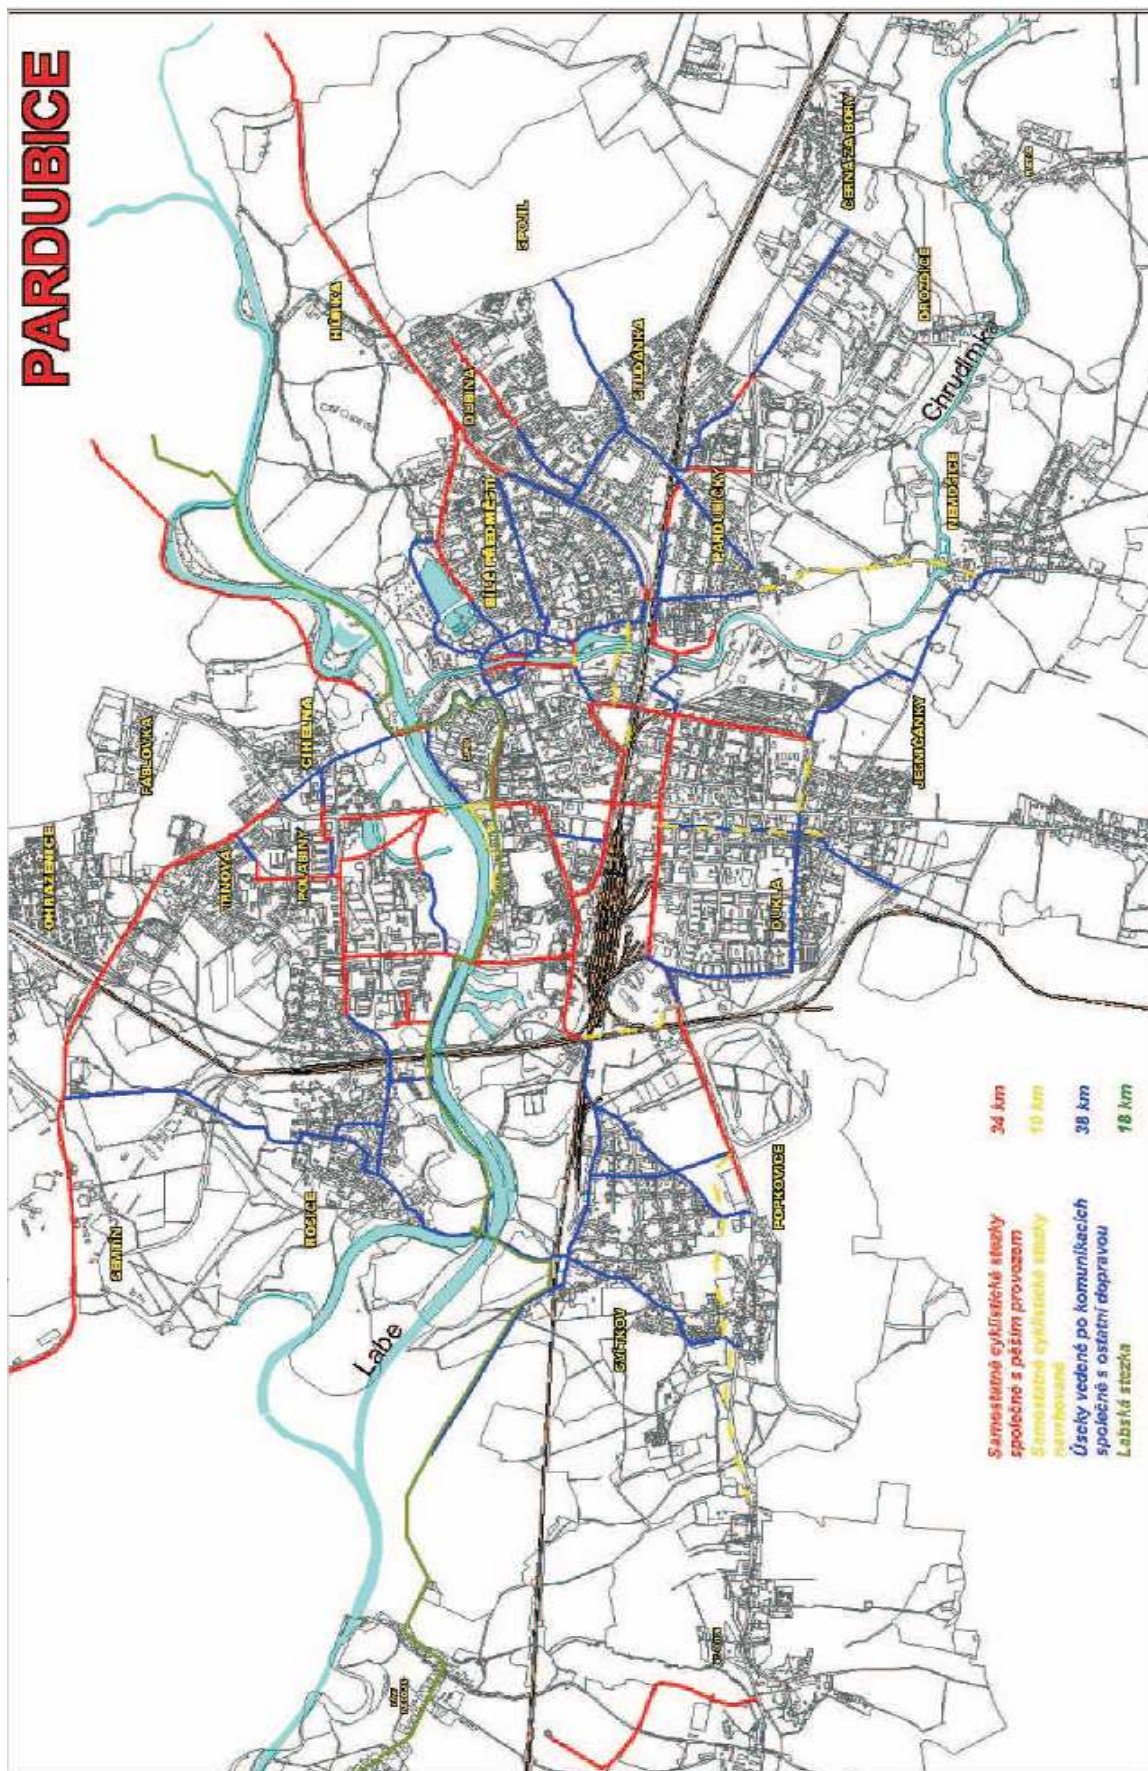 PARDUBICE
OHRAZENICE
FÁBLOVKA
TRNOVÁ
CIHELNA
POLABINY
SEMTÍN
ROSICE
HŮRKA
DUBINA
SPOJIL
STUDÁNKA
PARDUBIČKY
ČERNÁ ZA BORY
DROZDICE
Chrudimka
NEMOŠICE
JESNIČÁNKY
DUKLA
Labe
SVÍTKOV
POPKOVICE
Samostatné cyklistické stezky 34 km
společné s pěším provozem
Samostatné cyklistické stezky 10 km
navrhované
Úseky vedené po komunikacích 38 km
společně s ostatní dopravou
Labská stezka 18 km